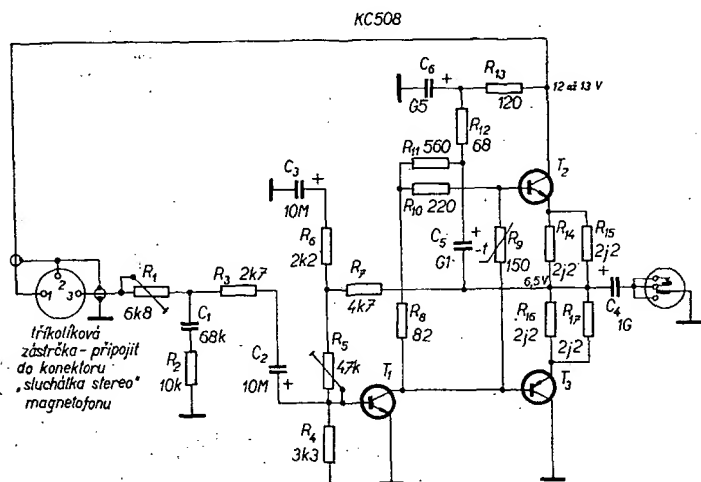 KC508
C6 +
G5
R13
120
12 až 13 V
R12
68
R11 560
R10 220
T2
C3 +
10M
R6
2k2
C5 +
G1
-t
R9
150
R14
2j2
R15
2j2
R7
4k7
6,5V
+
C4
1G
1
2
3
R1
6k8
R3 2k7
C1
68k
R2
10k
C2
10M +
R5
4,7k
R8
82
R16
2j2
R17
2j2
T1
T3
R4
3k3
tříkolíková
zástrčka - připojit
do konektoru
„sluchátka stereo"
magnetofonu